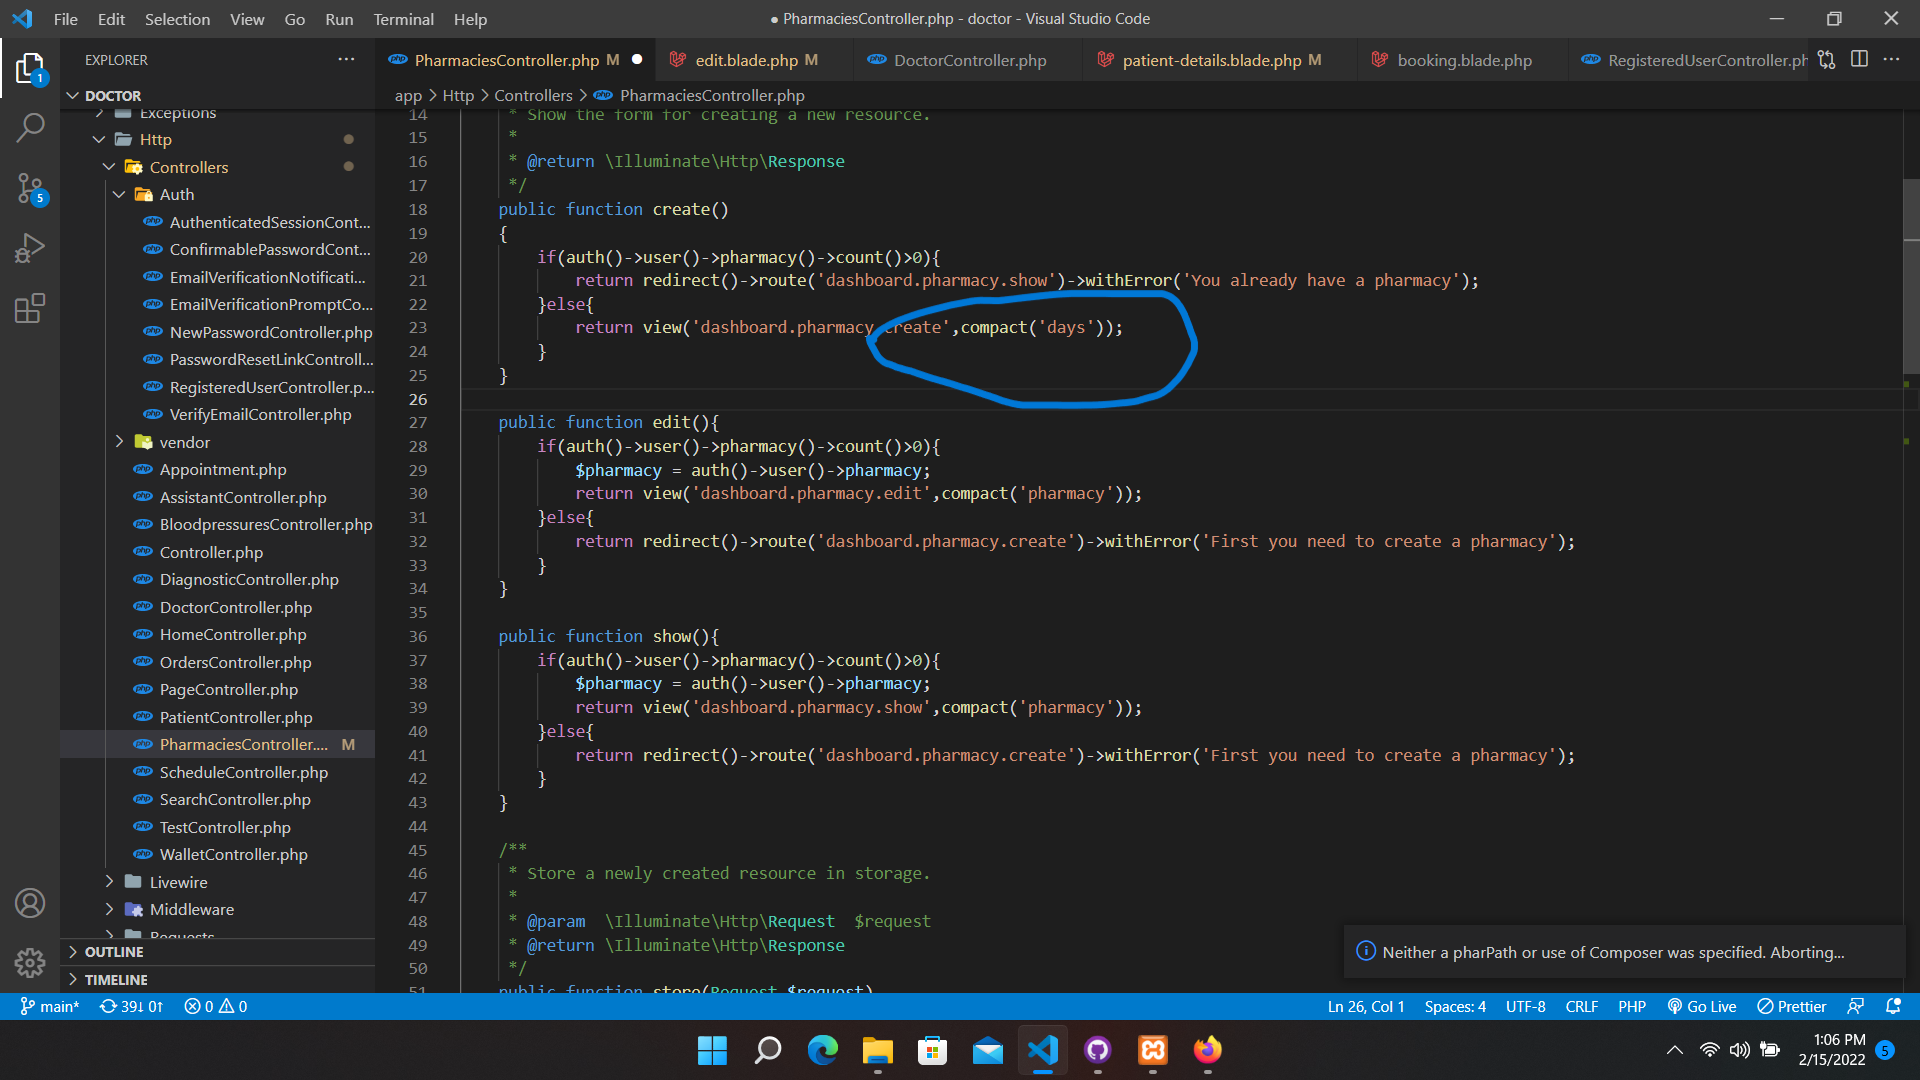 File Edit Selection View Go Run Terminal Help
● PharmaciesController.php - doctor - Visual Studio Code
EXPLORER
PharmaciesController.php M
edit.blade.php M
DoctorController.php
patient-details.blade.php M
booking.blade.php
RegisteredUserController.ph
app > Http > Controllers > PharmaciesController.php
1
5
DOCTOR
Exceptions
Http
Controllers
Auth
AuthenticatedSessionCont...
ConfirmablePasswordCont...
EmailVerificationNotificati...
EmailVerificationPromptCo...
NewPasswordController.php
PasswordResetLinkControll...
RegisteredUserController.p...
VerifyEmailController.php
vendor
Appointment.php
AssistantController.php
BloodpressuresController.php
Controller.php
DiagnosticController.php
DoctorController.php
HomeController.php
OrdersController.php
PageController.php
PatientController.php
PharmaciesController.... M
ScheduleController.php
SearchController.php
TestController.php
WalletController.php
Livewire
Middleware
Requests
OUTLINE
TIMELINE
14 * Show the form for creating a new resource.
15 *
16 * @return \Illuminate\Http\Response
17 */
18 public function create()
19 {
20 if(auth()->user()->pharmacy()->count()>0){
21 return redirect()->route('dashboard.pharmacy.show')->withError('You already have a pharmacy');
22 }else{
23 return view('dashboard.pharmacy.create',compact('days'));
24 }
25 }
26
27 public function edit(){
28 if(auth()->user()->pharmacy()->count()>0){
29 $pharmacy = auth()->user()->pharmacy;
30 return view('dashboard.pharmacy.edit',compact('pharmacy'));
31 }else{
32 return redirect()->route('dashboard.pharmacy.create')->withError('First you need to create a pharmacy');
33 }
34 }
35
36 public function show(){
37 if(auth()->user()->pharmacy()->count()>0){
38 $pharmacy = auth()->user()->pharmacy;
39 return view('dashboard.pharmacy.show',compact('pharmacy'));
40 }else{
41 return redirect()->route('dashboard.pharmacy.create')->withError('First you need to create a pharmacy');
42 }
43 }
44
45 /**
46 * Store a newly created resource in storage.
47 *
48 * @param \Illuminate\Http\Request $request
49 * @return \Illuminate\Http\Response
50 */
51 public function store(Request $request)
Neither a pharPath or use of Composer was specified. Aborting...
main* 39↓ 0↑ 0 0
Ln 26, Col 1 Spaces: 4 UTF-8 CRLF PHP Go Live Prettier
1:06 PM
2/15/2022
5